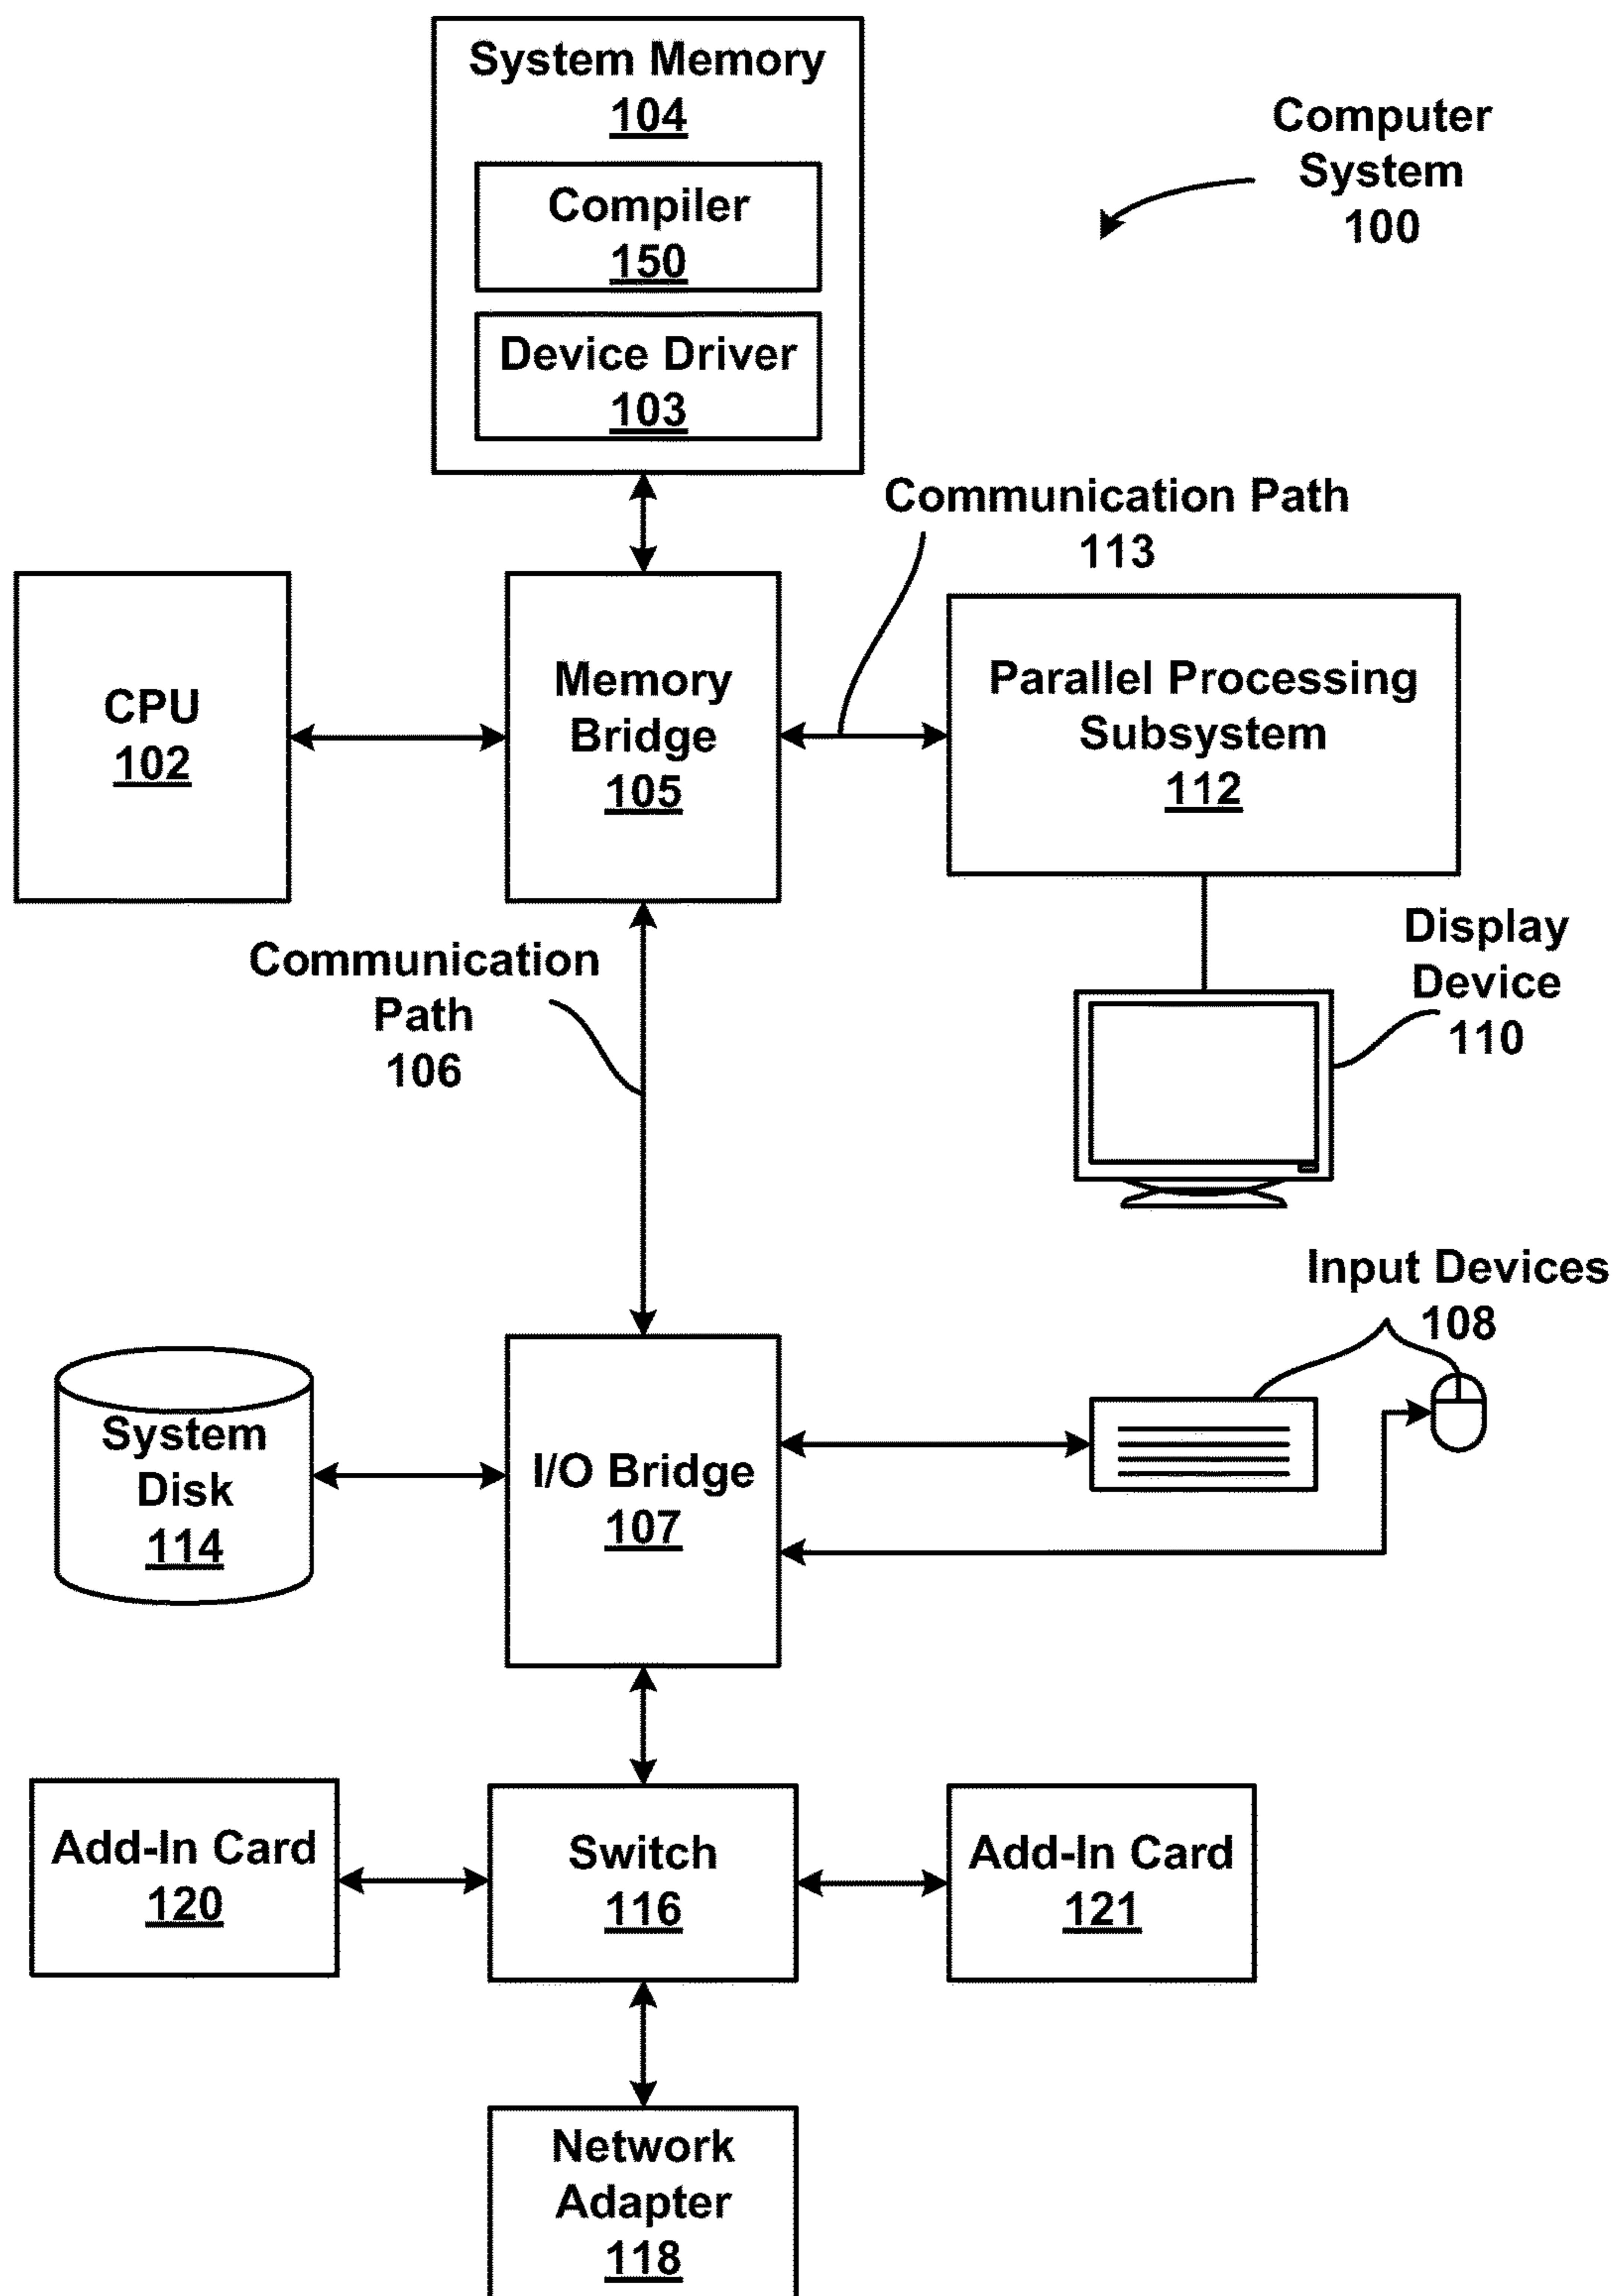 System Memory
104
Compiler
150
Device Driver
103
Computer
System
100
Communication Path
113
CPU
102
Memory
Bridge
105
Parallel Processing
Subsystem
112
Communication
Path
106
Display
Device
110
Input Devices
108
System
Disk
114
I/O Bridge
107
Add-In Card
120
Switch
116
Add-In Card
121
Network
Adapter
118